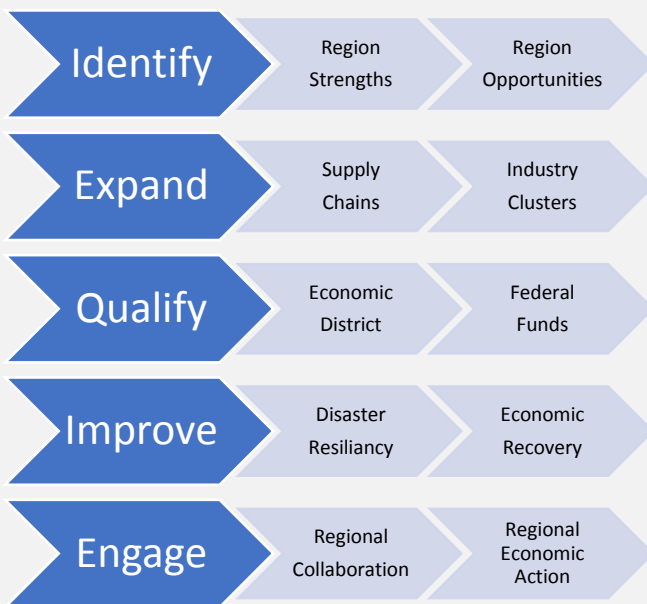 Identify
Region
Strengths
Region
Opportunities
Expand
Supply
Chains
Industry
Clusters
Qualify
Economic
District
Federal
Funds
Improve
Disaster
Resiliancy
Economic
Recovery
Engage
Regional
Collaboration
Regional
Economic
Action